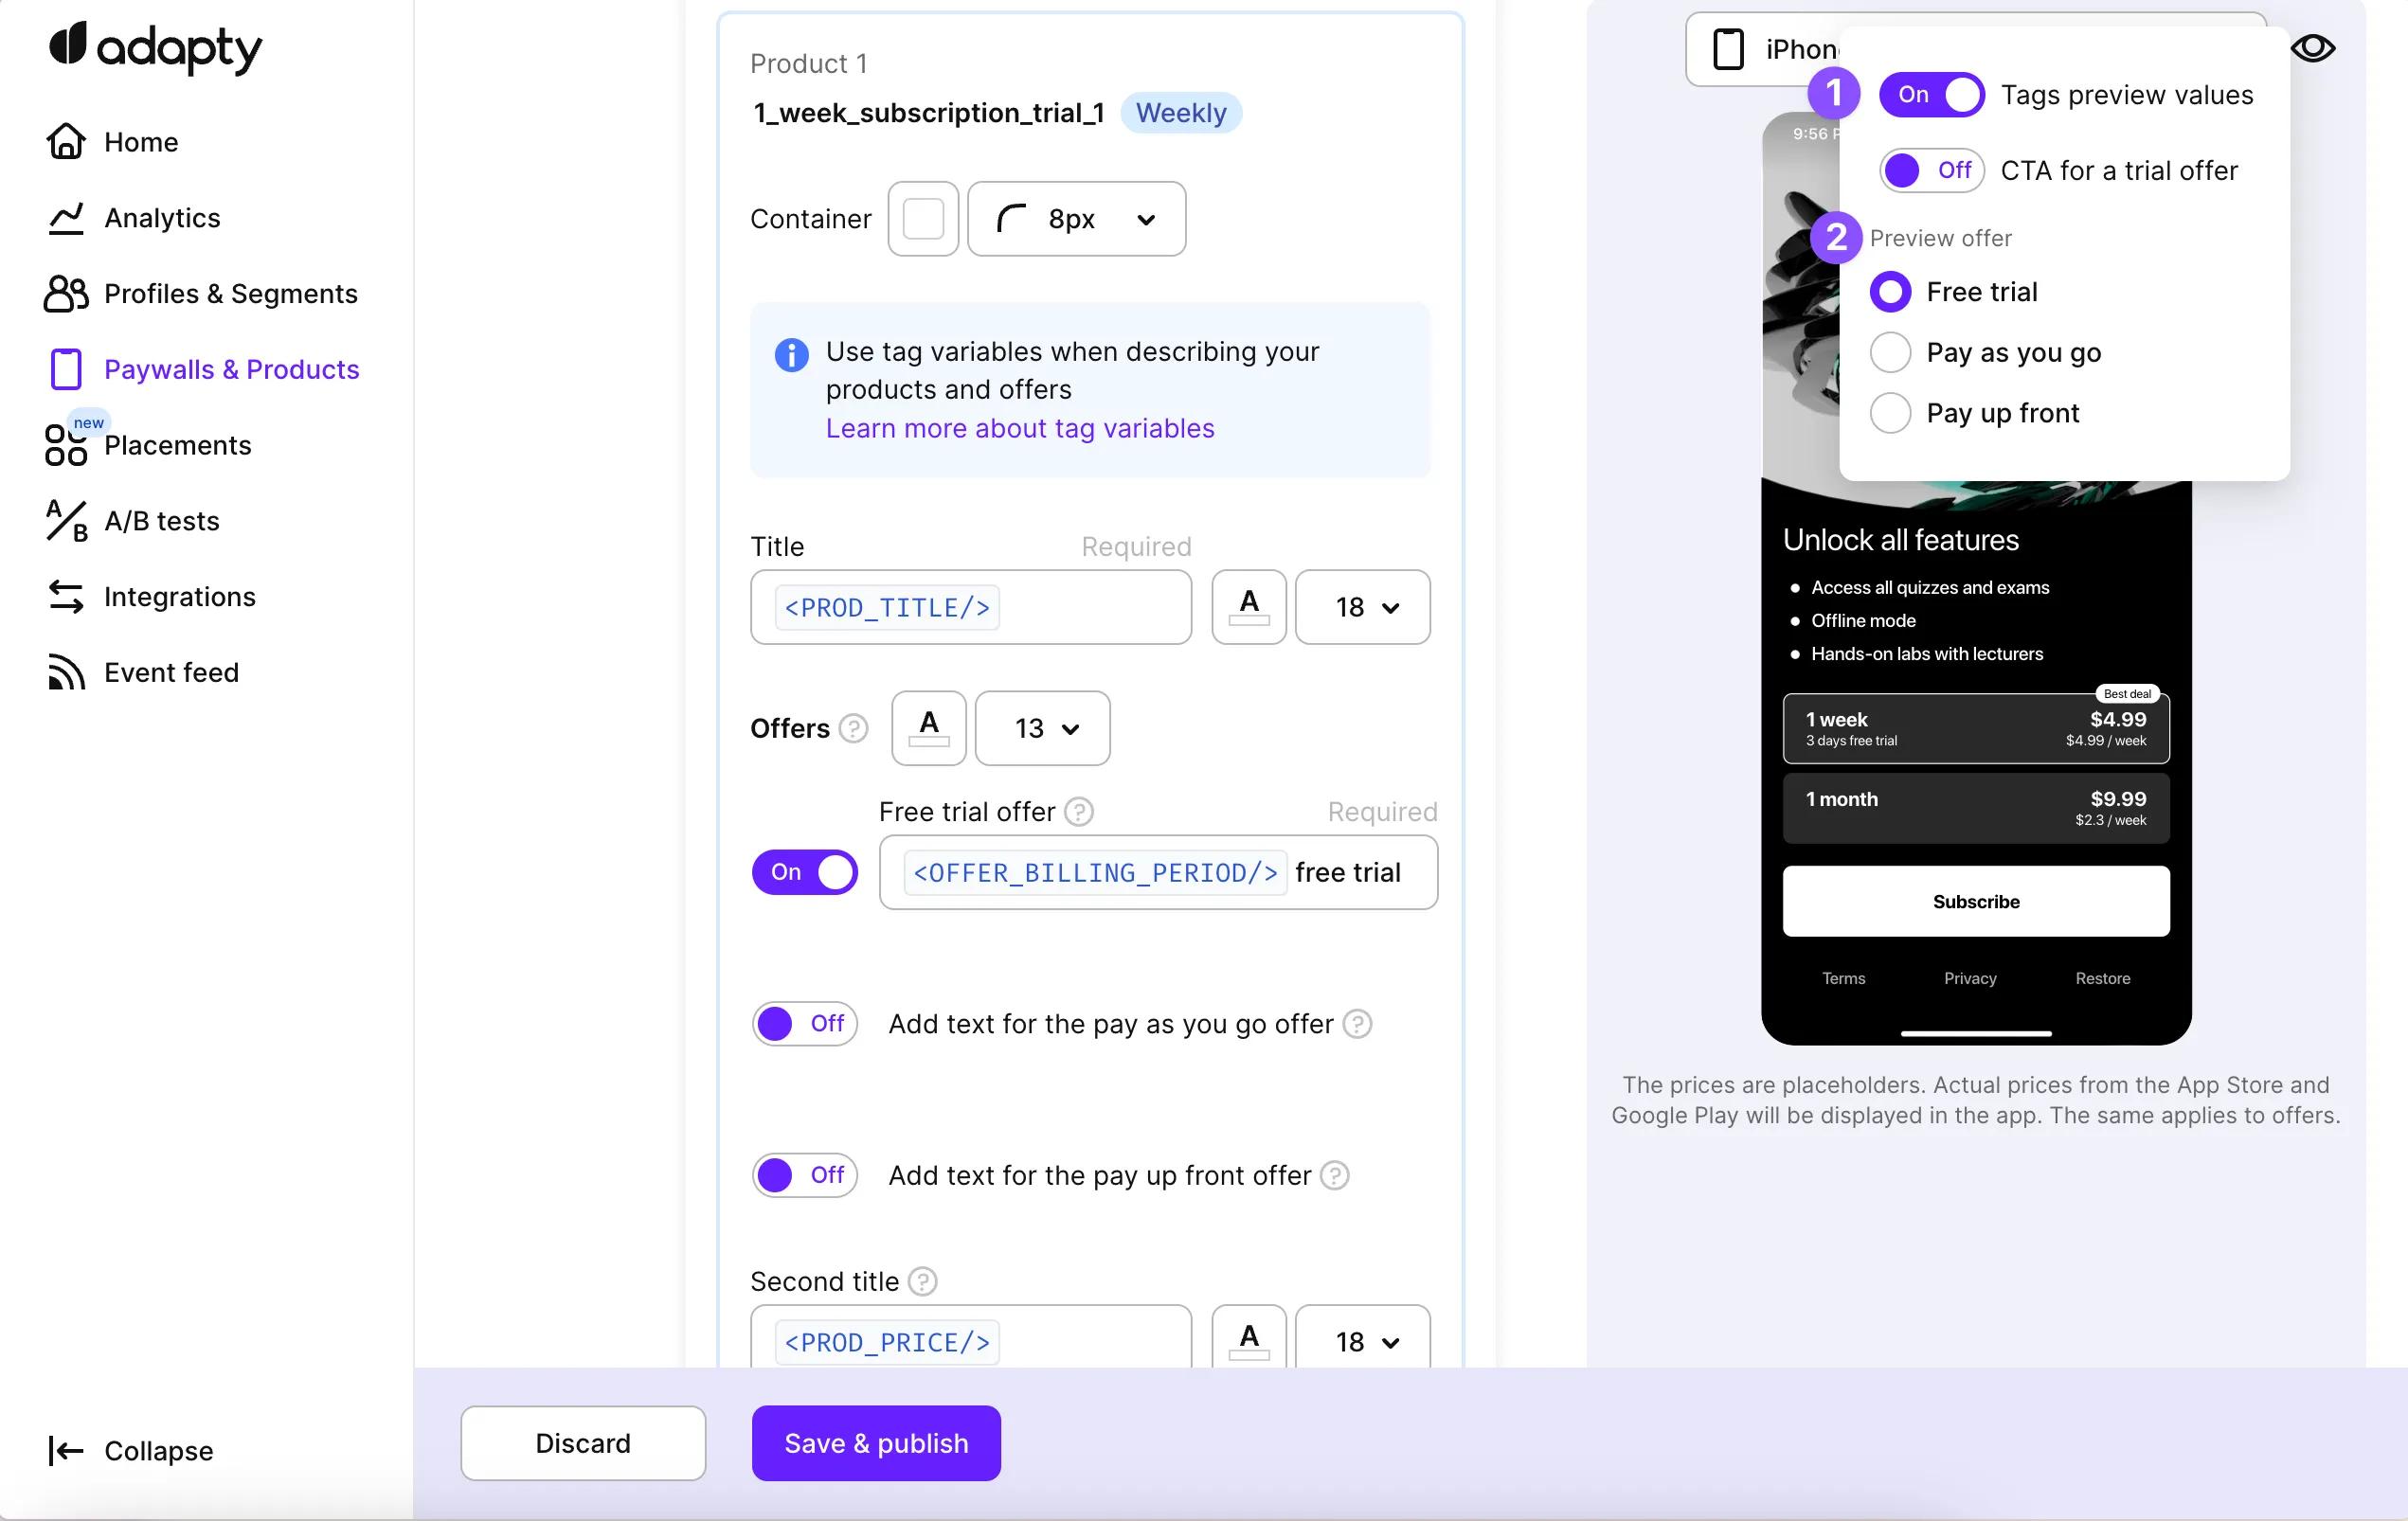 adapty
Home
Analytics
Profiles & Segments
Paywalls & Products
new
Placements
A/B tests
Integrations
Event feed
Collapse
Product 1
1_week_subscription_trial_1 Weekly
Container 8px
Use tag variables when describing your
products and offers
Learn more about tag variables
Title Required
<PROD_TITLE/> A 18
Offers ? A 13
Free trial offer ? Required
On <OFFER_BILLING_PERIOD/> free trial
Off Add text for the pay as you go offer ?
Off Add text for the pay up front offer ?
Second title ?
<PROD_PRICE/> A 18
Discard Save & publish
1 On Tags preview values
Off CTA for a trial offer
2 Preview offer
Free trial
Pay as you go
Pay up front
9:56
Unlock all features
Access all quizzes and exams
Offline mode
Hands-on labs with lecturers
Best deal
1 week $4.99
3 days free trial $4.99 / week
1 month $9.99
$2.3 / week
Subscribe
Terms Privacy Restore
The prices are placeholders. Actual prices from the App Store and
Google Play will be displayed in the app. The same applies to offers.